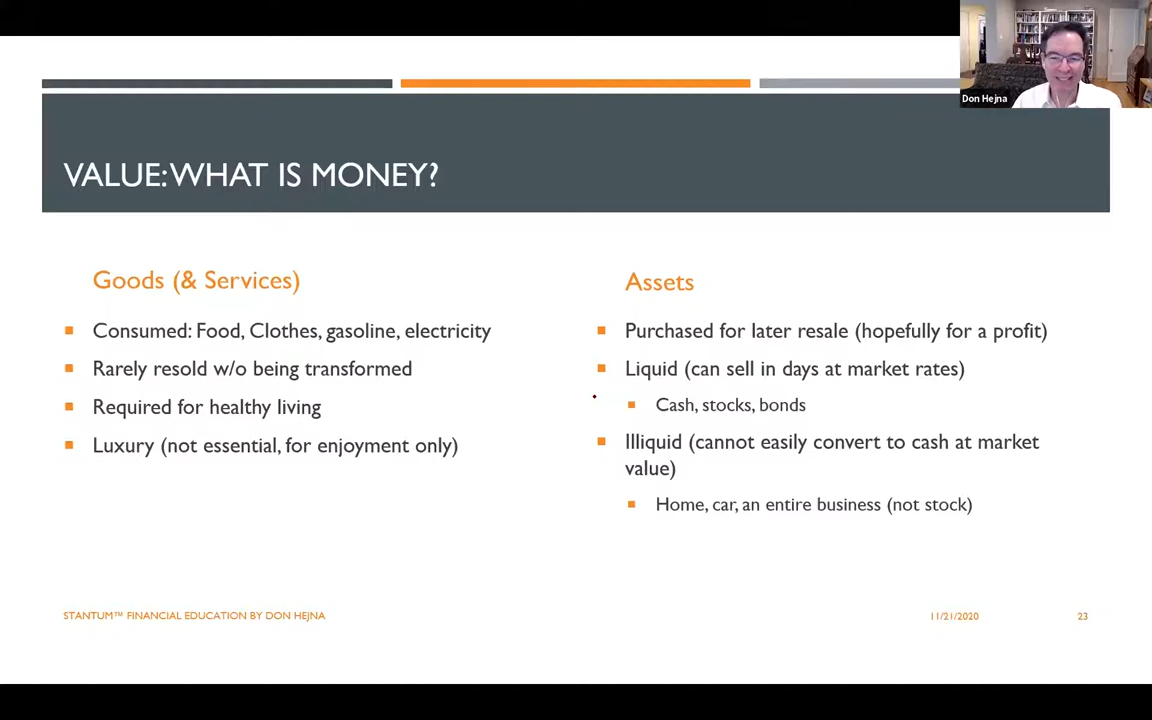 Don Hejna
VALUE: WHAT IS MONEY?
Goods (& Services)
Consumed: Food, Clothes, gasoline, electricity
Rarely resold w/o being transformed
Required for healthy living
Luxury (not essential, for enjoyment only)
Assets
Purchased for later resale (hopefully for a profit)
Liquid (can sell in days at market rates)
Cash, stocks, bonds
Illiquid (cannot easily convert to cash at market
value)
Home, car, an entire business (not stock)
STANTUM™ FINANCIAL EDUCATION BY DON HEJNA
11/21/2020
23